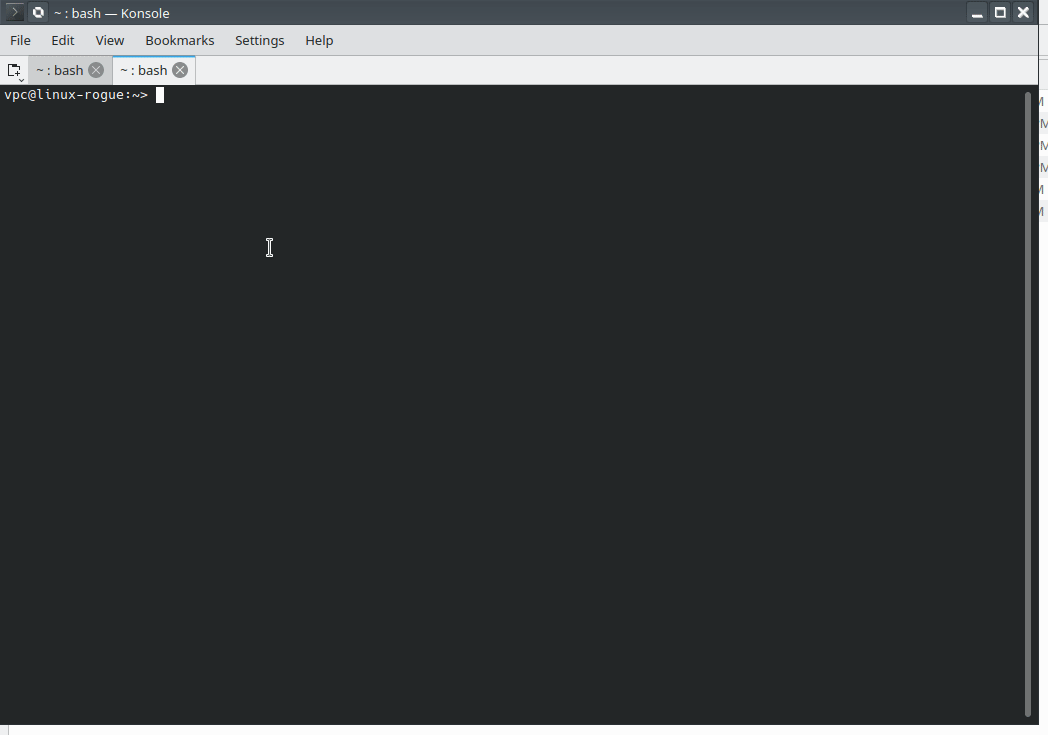 ~ : bash — Konsole
File Edit View Bookmarks Settings Help
~ : bash ~ : bash
vpc@linux-rogue:~>
M
M
M
M
M
M